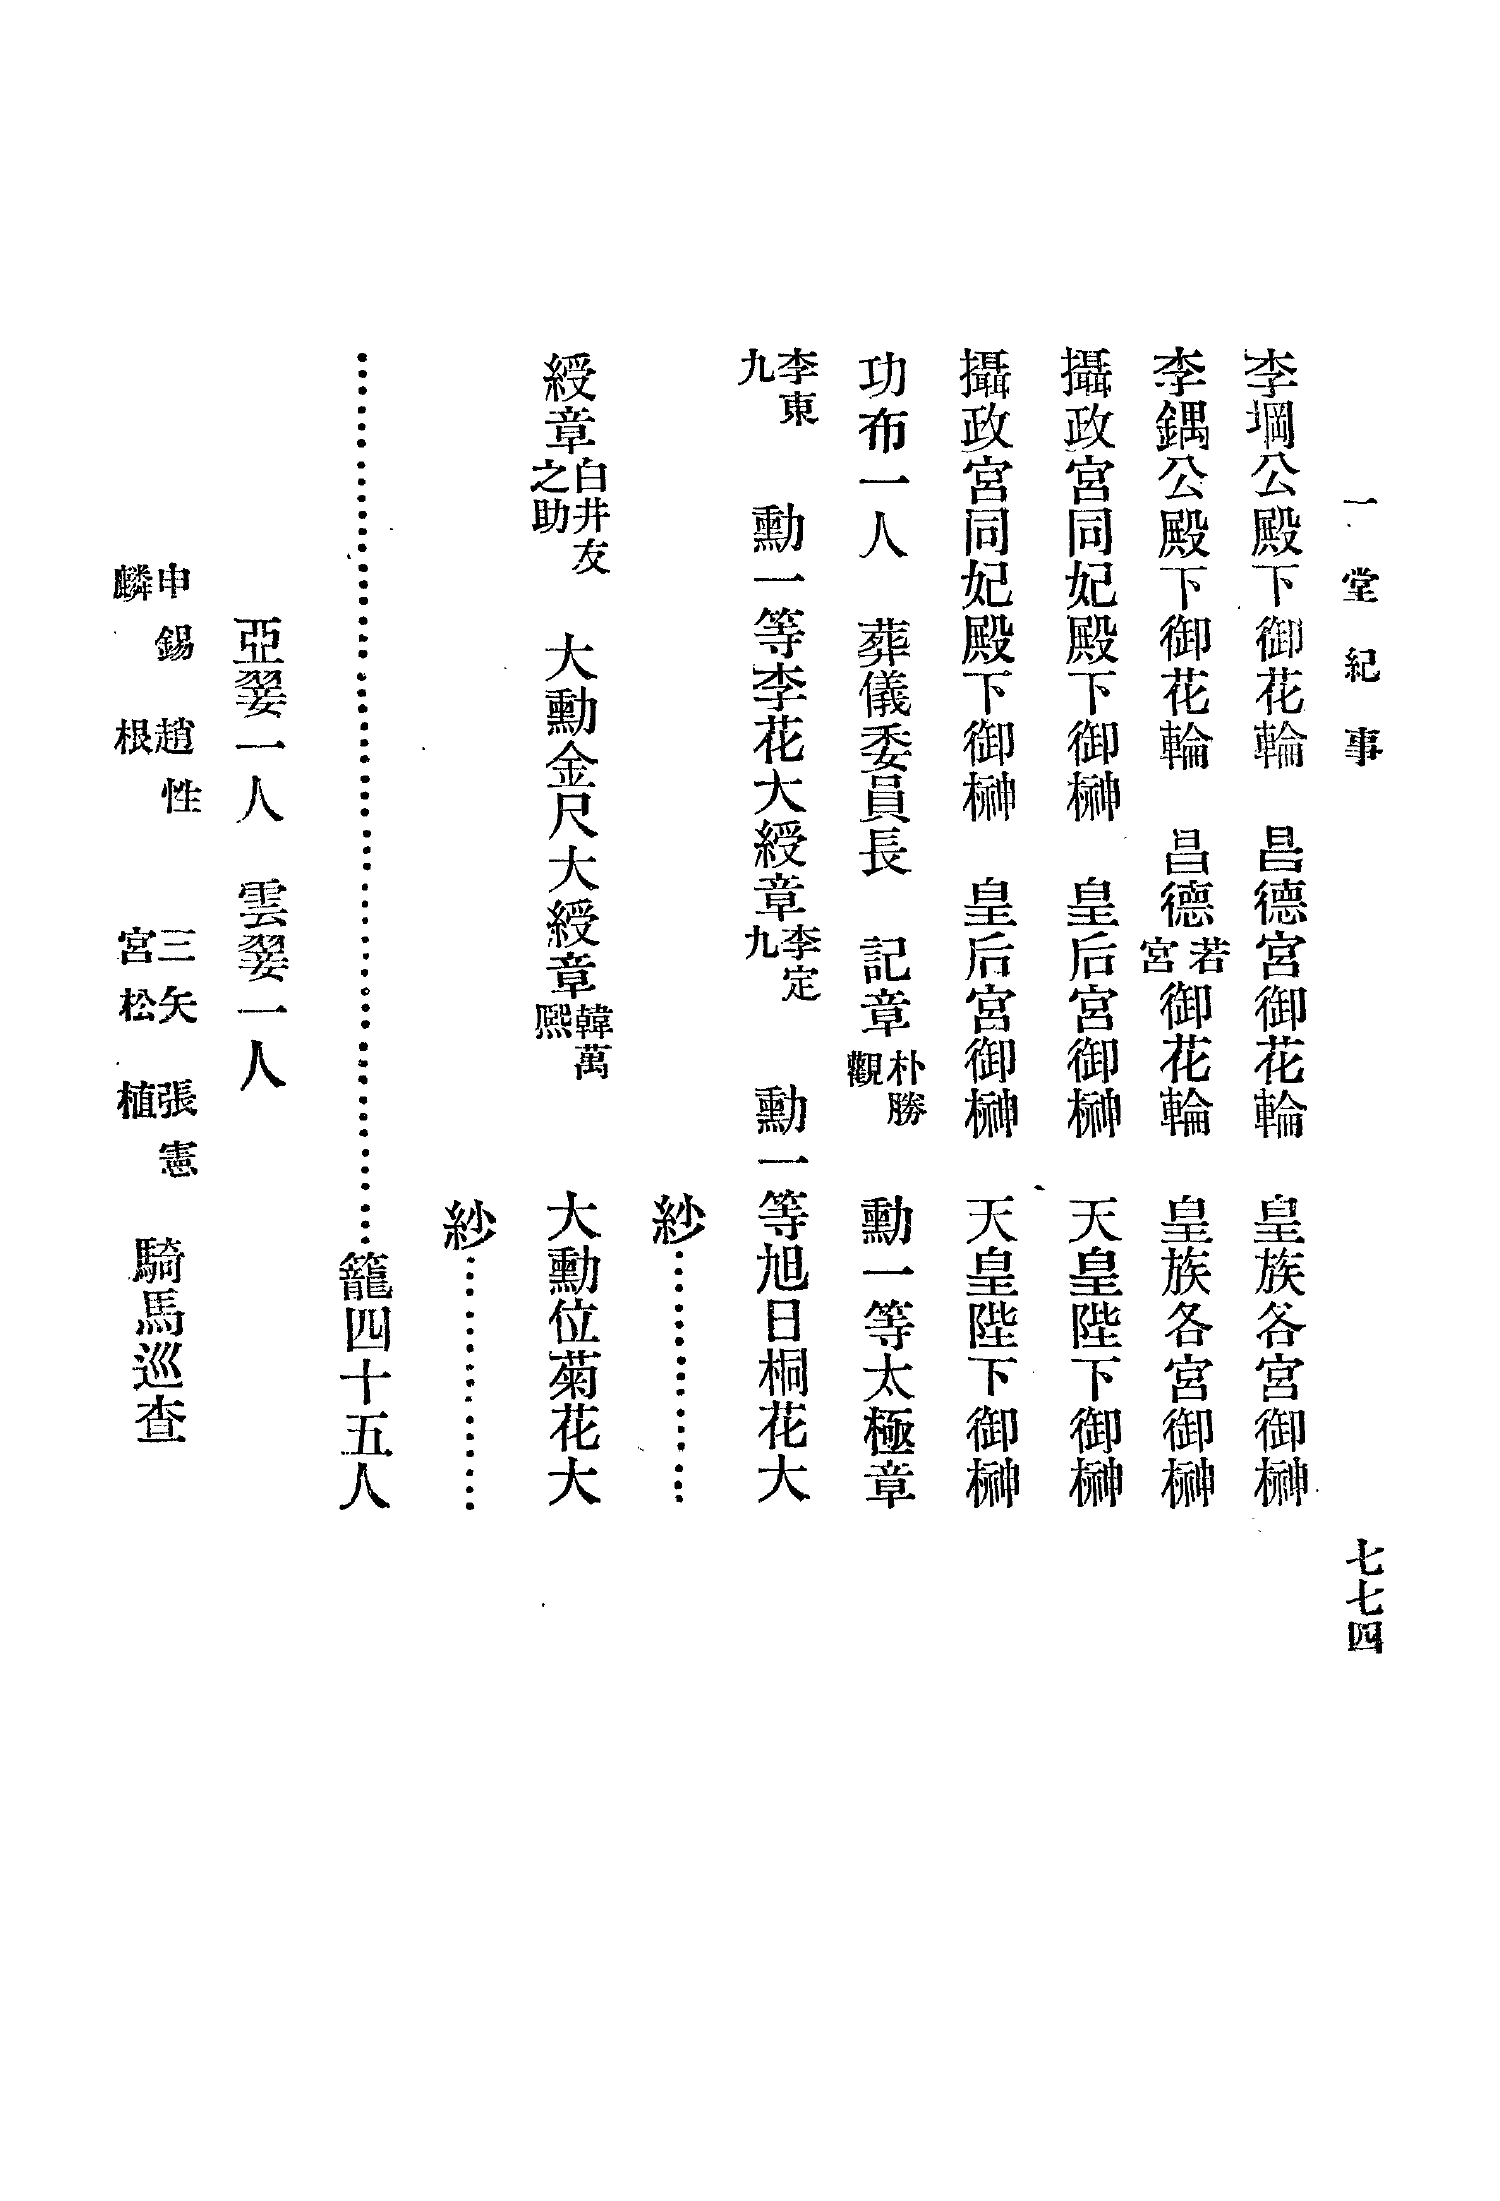 一堂紀事　七七四
李堈公殿下御花輪　昌德宮御花輪　皇族各宮御榊
李鍝公殿下御花輪　昌德若宮御花輪　皇族各宮御榊
攝政宮同妃殿下御榊　皇后宮御榊　天皇陛下御榊
攝政宮同妃殿下御榊　皇后宮御榊　天皇陛下御榊
功布一人　葬儀委員長　記章朴勝觀　勳一等太極章
李東九　勳一等李花大綬章李定九　勳一等旭日桐花大
紗………
綬章白井友之助　大勳金尺大綬章韓萬熙　大勳位菊花大
紗………
………………………………籠四十五人
亞翣一人　雲翣一人
申錫麟　趙性根　三矢宮松　張憲植　騎馬巡查